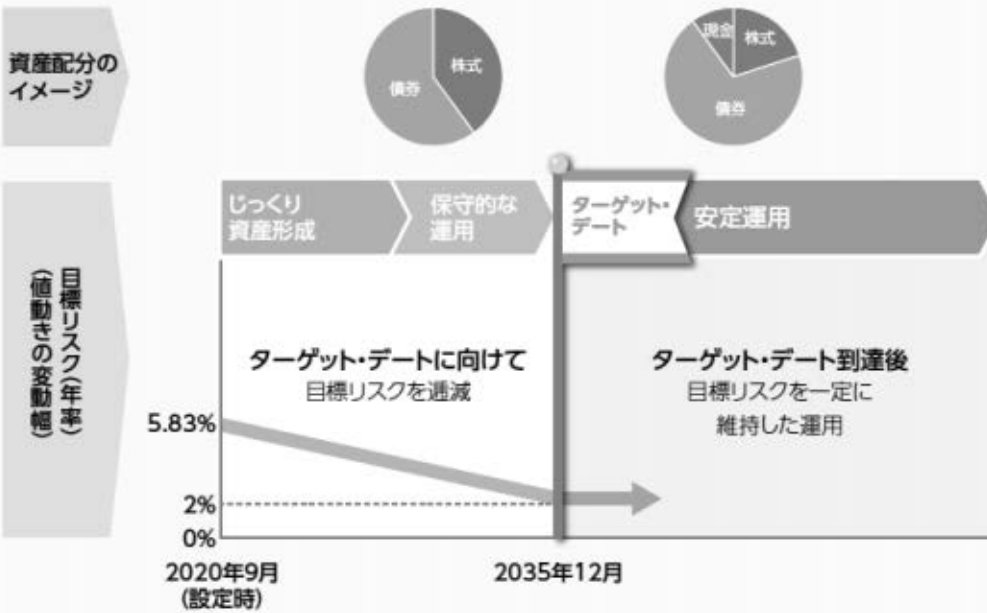 資産配分の
イメージ
株式
債券
現金
株式
債券
じっくり
資産形成
保守的な
運用
ターゲット・
デート
安定運用
目標リスク(年率)
(値動きの変動幅)
ターゲット・デートに向けて
目標リスクを逓減
ターゲット・デート到達後
目標リスクを一定に
維持した運用
5.83%
2%
0%
2020年9月
(設定時)
2035年12月